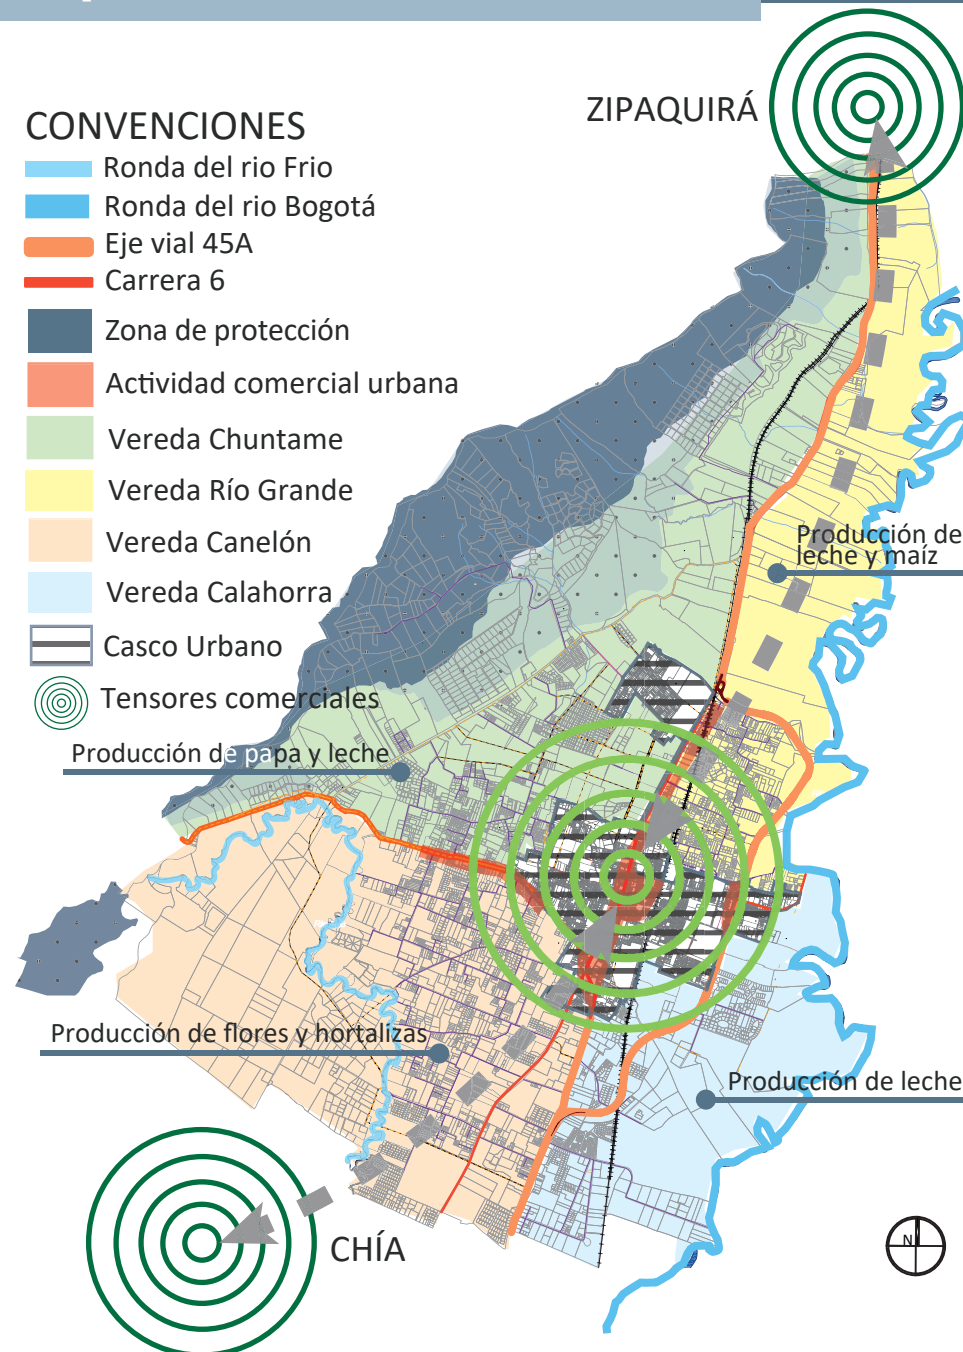 ZIPAQUIRÁ
CONVENCIONES
Ronda del rio Frio
Ronda del rio Bogotá
Eje vial 45A
Carrera 6
Zona de protección
Actividad comercial urbana
Vereda Chuntame
Vereda Río Grande
Vereda Canelón
Vereda Calahorra
Casco Urbano
Tensores comerciales
Producción de
leche y maíz
Producción de papa y leche
Producción de flores y hortalizas
Producción de leche
CHÍA
N